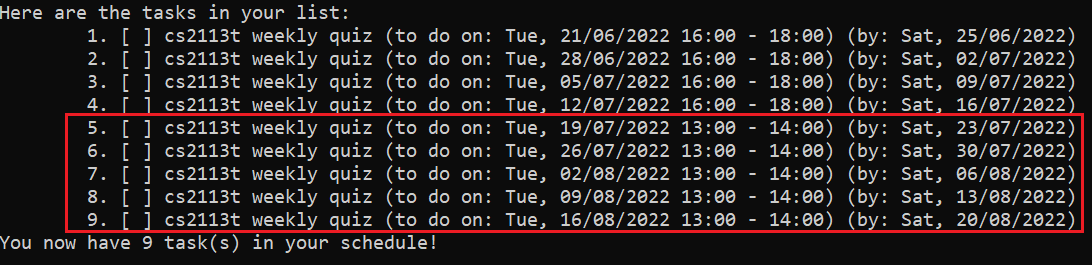 Here are the tasks in your list:
1. [ ] cs2113t weekly quiz (to do on: Tue, 21/06/2022 16:00 - 18:00) (by: Sat, 25/06/2022)
2. [ ] cs2113t weekly quiz (to do on: Tue, 28/06/2022 16:00 - 18:00) (by: Sat, 02/07/2022)
3. [ ] cs2113t weekly quiz (to do on: Tue, 05/07/2022 16:00 - 18:00) (by: Sat, 09/07/2022)
4. [ ] cs2113t weekly quiz (to do on: Tue, 12/07/2022 16:00 - 18:00) (by: Sat, 16/07/2022)
5. [ ] cs2113t weekly quiz (to do on: Tue, 19/07/2022 13:00 - 14:00) (by: Sat, 23/07/2022)
6. [ ] cs2113t weekly quiz (to do on: Tue, 26/07/2022 13:00 - 14:00) (by: Sat, 30/07/2022)
7. [ ] cs2113t weekly quiz (to do on: Tue, 02/08/2022 13:00 - 14:00) (by: Sat, 06/08/2022)
8. [ ] cs2113t weekly quiz (to do on: Tue, 09/08/2022 13:00 - 14:00) (by: Sat, 13/08/2022)
9. [ ] cs2113t weekly quiz (to do on: Tue, 16/08/2022 13:00 - 14:00) (by: Sat, 20/08/2022)
You now have 9 task(s) in your schedule!